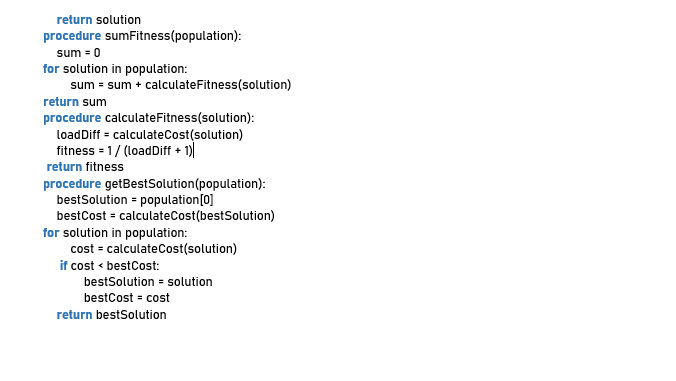 return solution
procedure sumFitness(population):
sum = 0
for solution in population:
sum = sum + calculateFitness(solution)
return sum
procedure calculateFitness(solution):
loadDiff = calculateCost(solution)
fitness = 1 / (loadDiff + 1)
return fitness
procedure getBestSolution(population):
bestSolution = population[0]
bestCost = calculateCost(bestSolution)
for solution in population:
cost = calculateCost(solution)
if cost < bestCost:
bestSolution = solution
bestCost = cost
return bestSolution